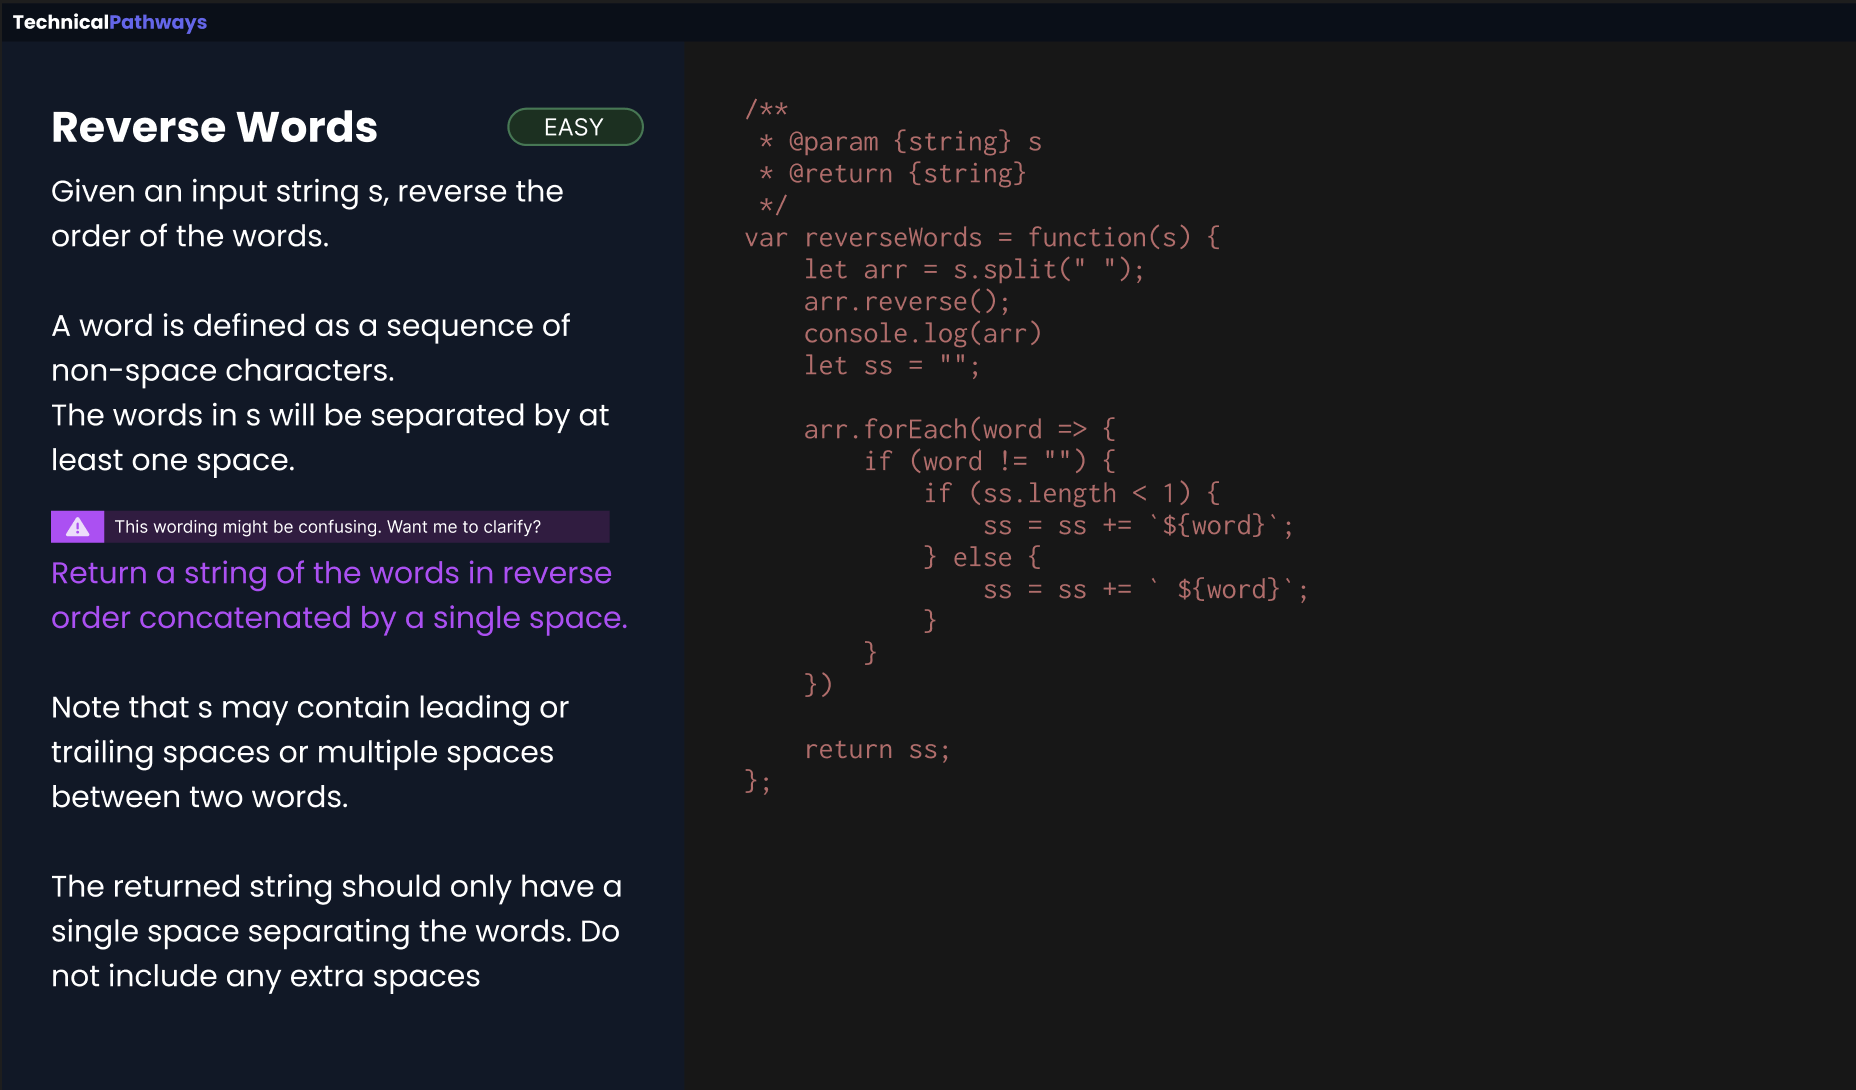 TechnicalPathways
Reverse Words
EASY
Given an input string s, reverse the
order of the words.
A word is defined as a sequence of
non-space characters.
The words in s will be separated by at
least one space.
This wording might be confusing. Want me to clarify?
Return a string of the words in reverse
order concatenated by a single space.
Note that s may contain leading or
trailing spaces or multiple spaces
between two words.
The returned string should only have a
single space separating the words. Do
not include any extra spaces
/**
 * @param {string} s
 * @return {string}
 */
var reverseWords = function(s) {
    let arr = s.split(" ");
    arr.reverse();
    console.log(arr)
    let ss = "";

    arr.forEach(word => {
        if (word != "") {
            if (ss.length < 1) {
                ss = ss += `${word}`;
            } else {
                ss = ss += ` ${word}`;
            }
        }
    })

    return ss;
};